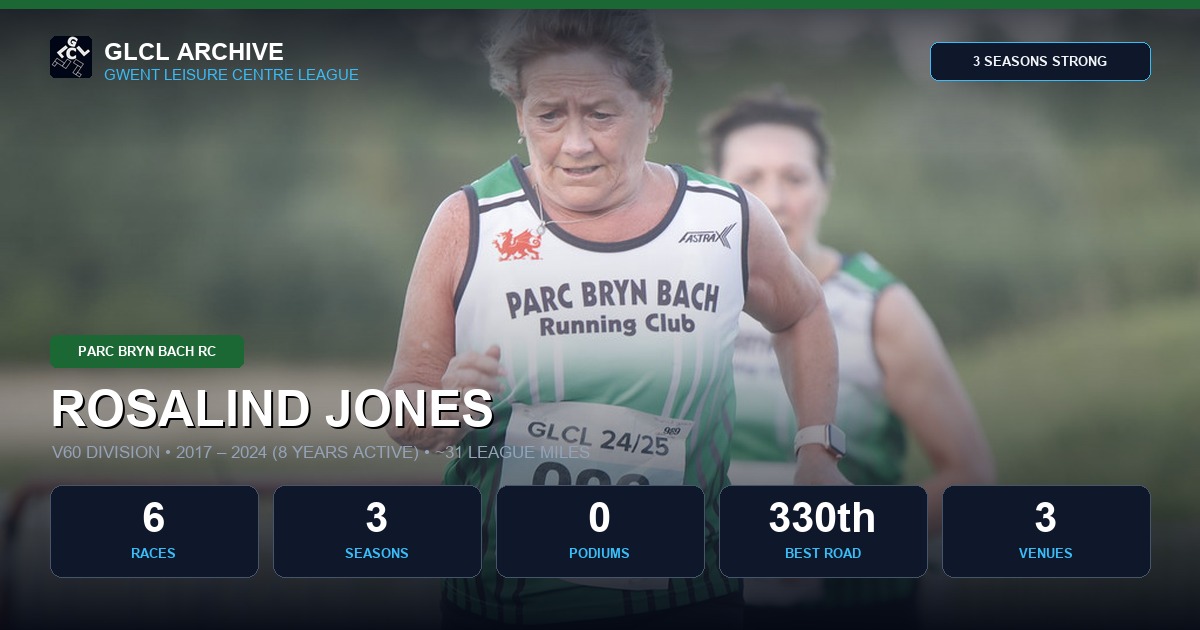 GLCL ARCHIVE
GWENT LEISURE CENTRE LEAGUE
3 SEASONS STRONG
FASTRAX
PARC BRYN BACH
Running Club
PARC BRYN BACH RC
ROSALIND JONES
GLCL 24/25
V60 DIVISION • 2017 – 2024 (8 YEARS ACTIVE) • ~31 LEAGUE MILES
6
RACES
3
SEASONS
0
PODIUMS
330th
BEST ROAD
3
VENUES